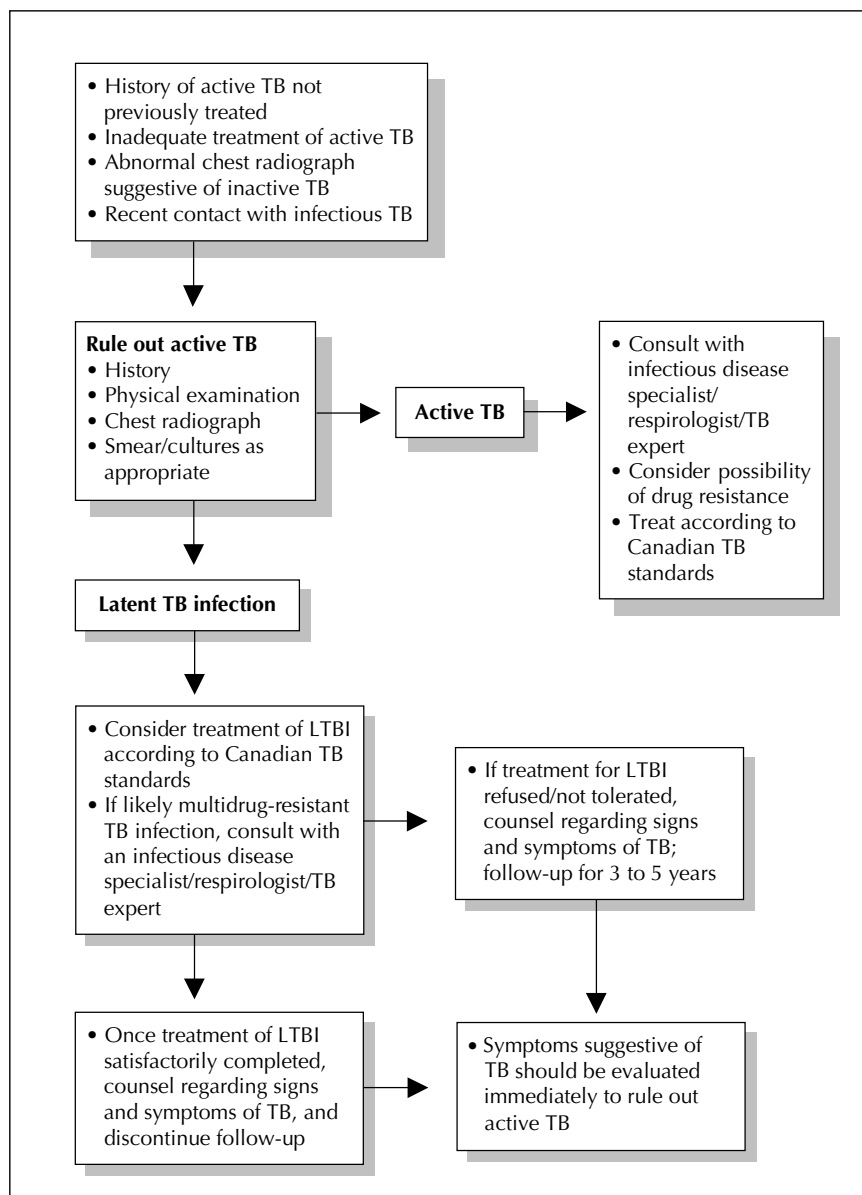 • History of active TB not
previously treated
• Inadequate treatment of active TB
• Abnormal chest radiograph
suggestive of inactive TB
• Recent contact with infectious TB
Rule out active TB
• History
• Physical examination
• Chest radiograph
• Smear/cultures as
appropriate
Active TB
• Consult with
infectious disease
specialist/
respirologist/TB
expert
• Consider possibility
of drug resistance
• Treat according to
Canadian TB
standards
Latent TB infection
• Consider treatment of LTBI
according to Canadian TB
standards
• If likely multidrug-resistant
TB infection, consult with
an infectious disease
specialist/respirologist/TB
expert
• If treatment for LTBI
refused/not tolerated,
counsel regarding signs
and symptoms of TB;
follow-up for 3 to 5 years
• Once treatment of LTBI
satisfactorily completed,
counsel regarding signs
and symptoms of TB, and
discontinue follow-up
• Symptoms suggestive of
TB should be evaluated
immediately to rule out
active TB